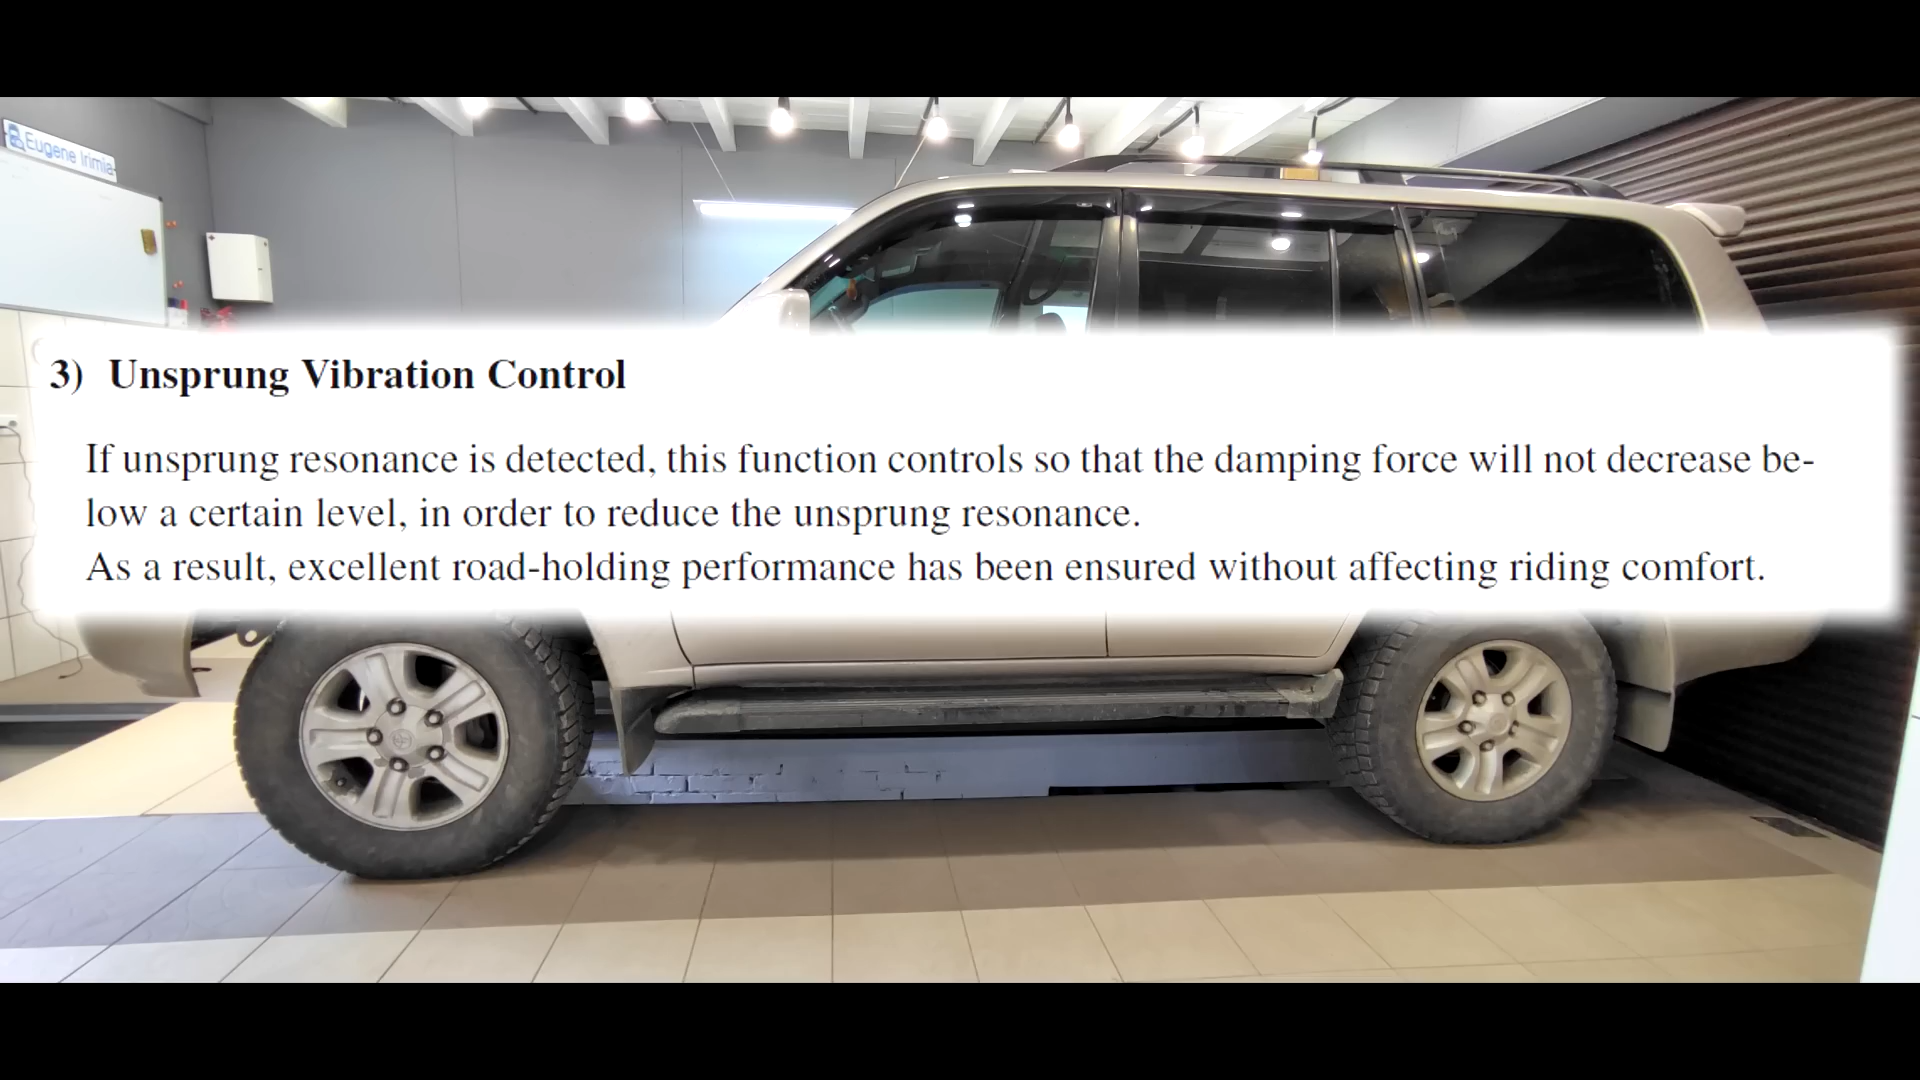 Eugene Irimia
3) Unsprung Vibration Control
If unsprung resonance is detected, this function controls so that the damping force will not decrease be-
low a certain level, in order to reduce the unsprung resonance.
As a result, excellent road-holding performance has been ensured without affecting riding comfort.